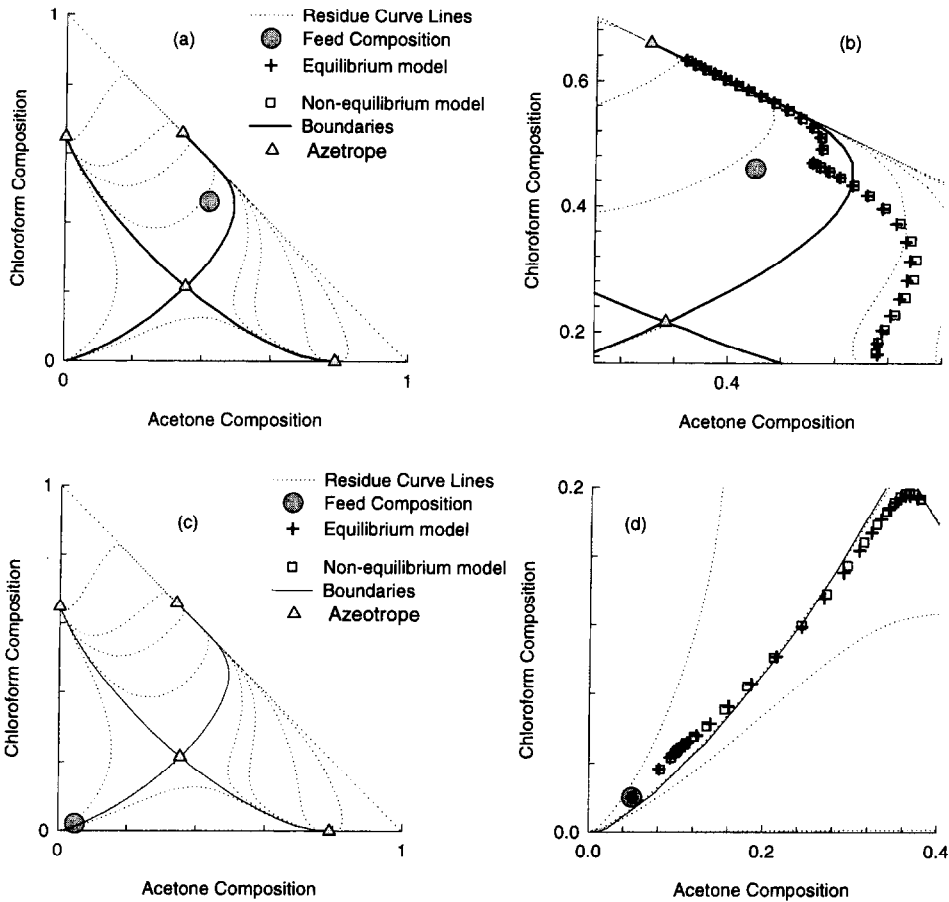 1
(a)
Residue Curve Lines
Feed Composition
Equilibrium model
Non-equilibrium model
Boundaries
Azetrope
Chloroform Composition
0
0
1
Acetone Composition
(b)
0.6
0.4
0.2
Chloroform Composition
0.4
Acetone Composition
1
(c)
Residue Curve Lines
Feed Composition
Equilibrium model
Non-equilibrium model
Boundaries
Azeotrope
Chloroform Composition
0
0
1
Acetone Composition
0.2
(d)
Chloroform Composition
0.0
0.0
0.2
0.4
Acetone Composition